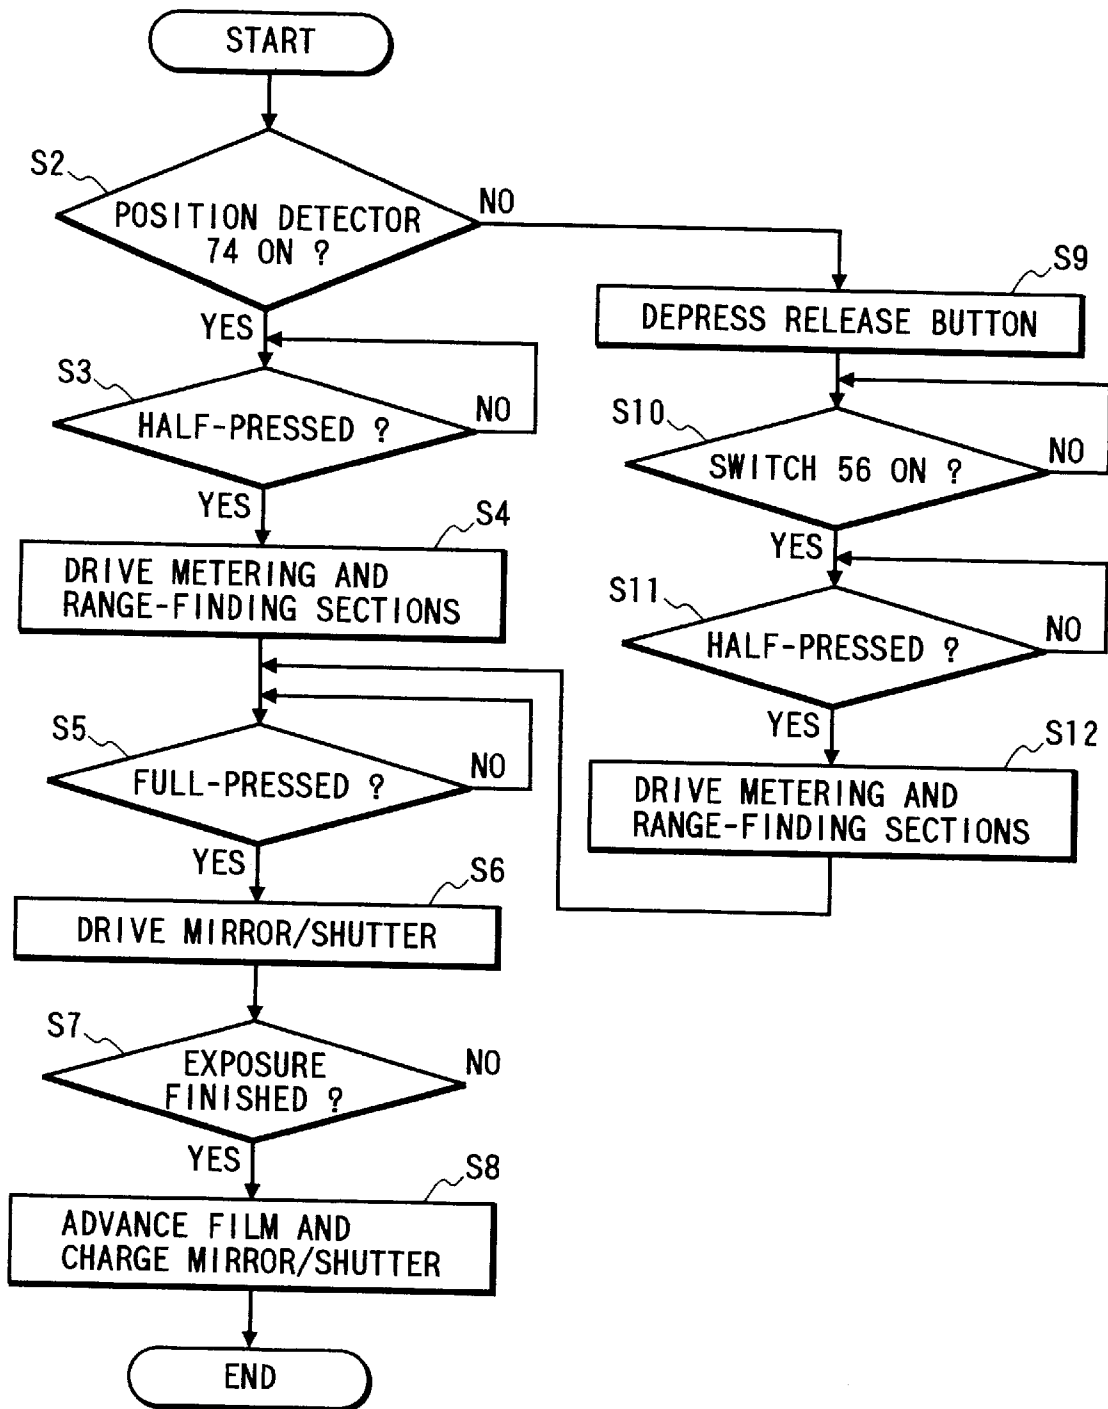 START
S2
POSITION DETECTOR
74 ON ?
NO
YES
S3
HALF-PRESSED ?
NO
YES
S4
DRIVE METERING AND
RANGE-FINDING SECTIONS
S5
FULL-PRESSED ?
NO
YES
S6
DRIVE MIRROR/SHUTTER
S7
EXPOSURE
FINISHED ?
NO
YES
S8
ADVANCE FILM AND
CHARGE MIRROR/SHUTTER
END
S9
DEPRESS RELEASE BUTTON
S10
SWITCH 56 ON ?
NO
YES
S11
HALF-PRESSED ?
NO
YES
S12
DRIVE METERING AND
RANGE-FINDING SECTIONS